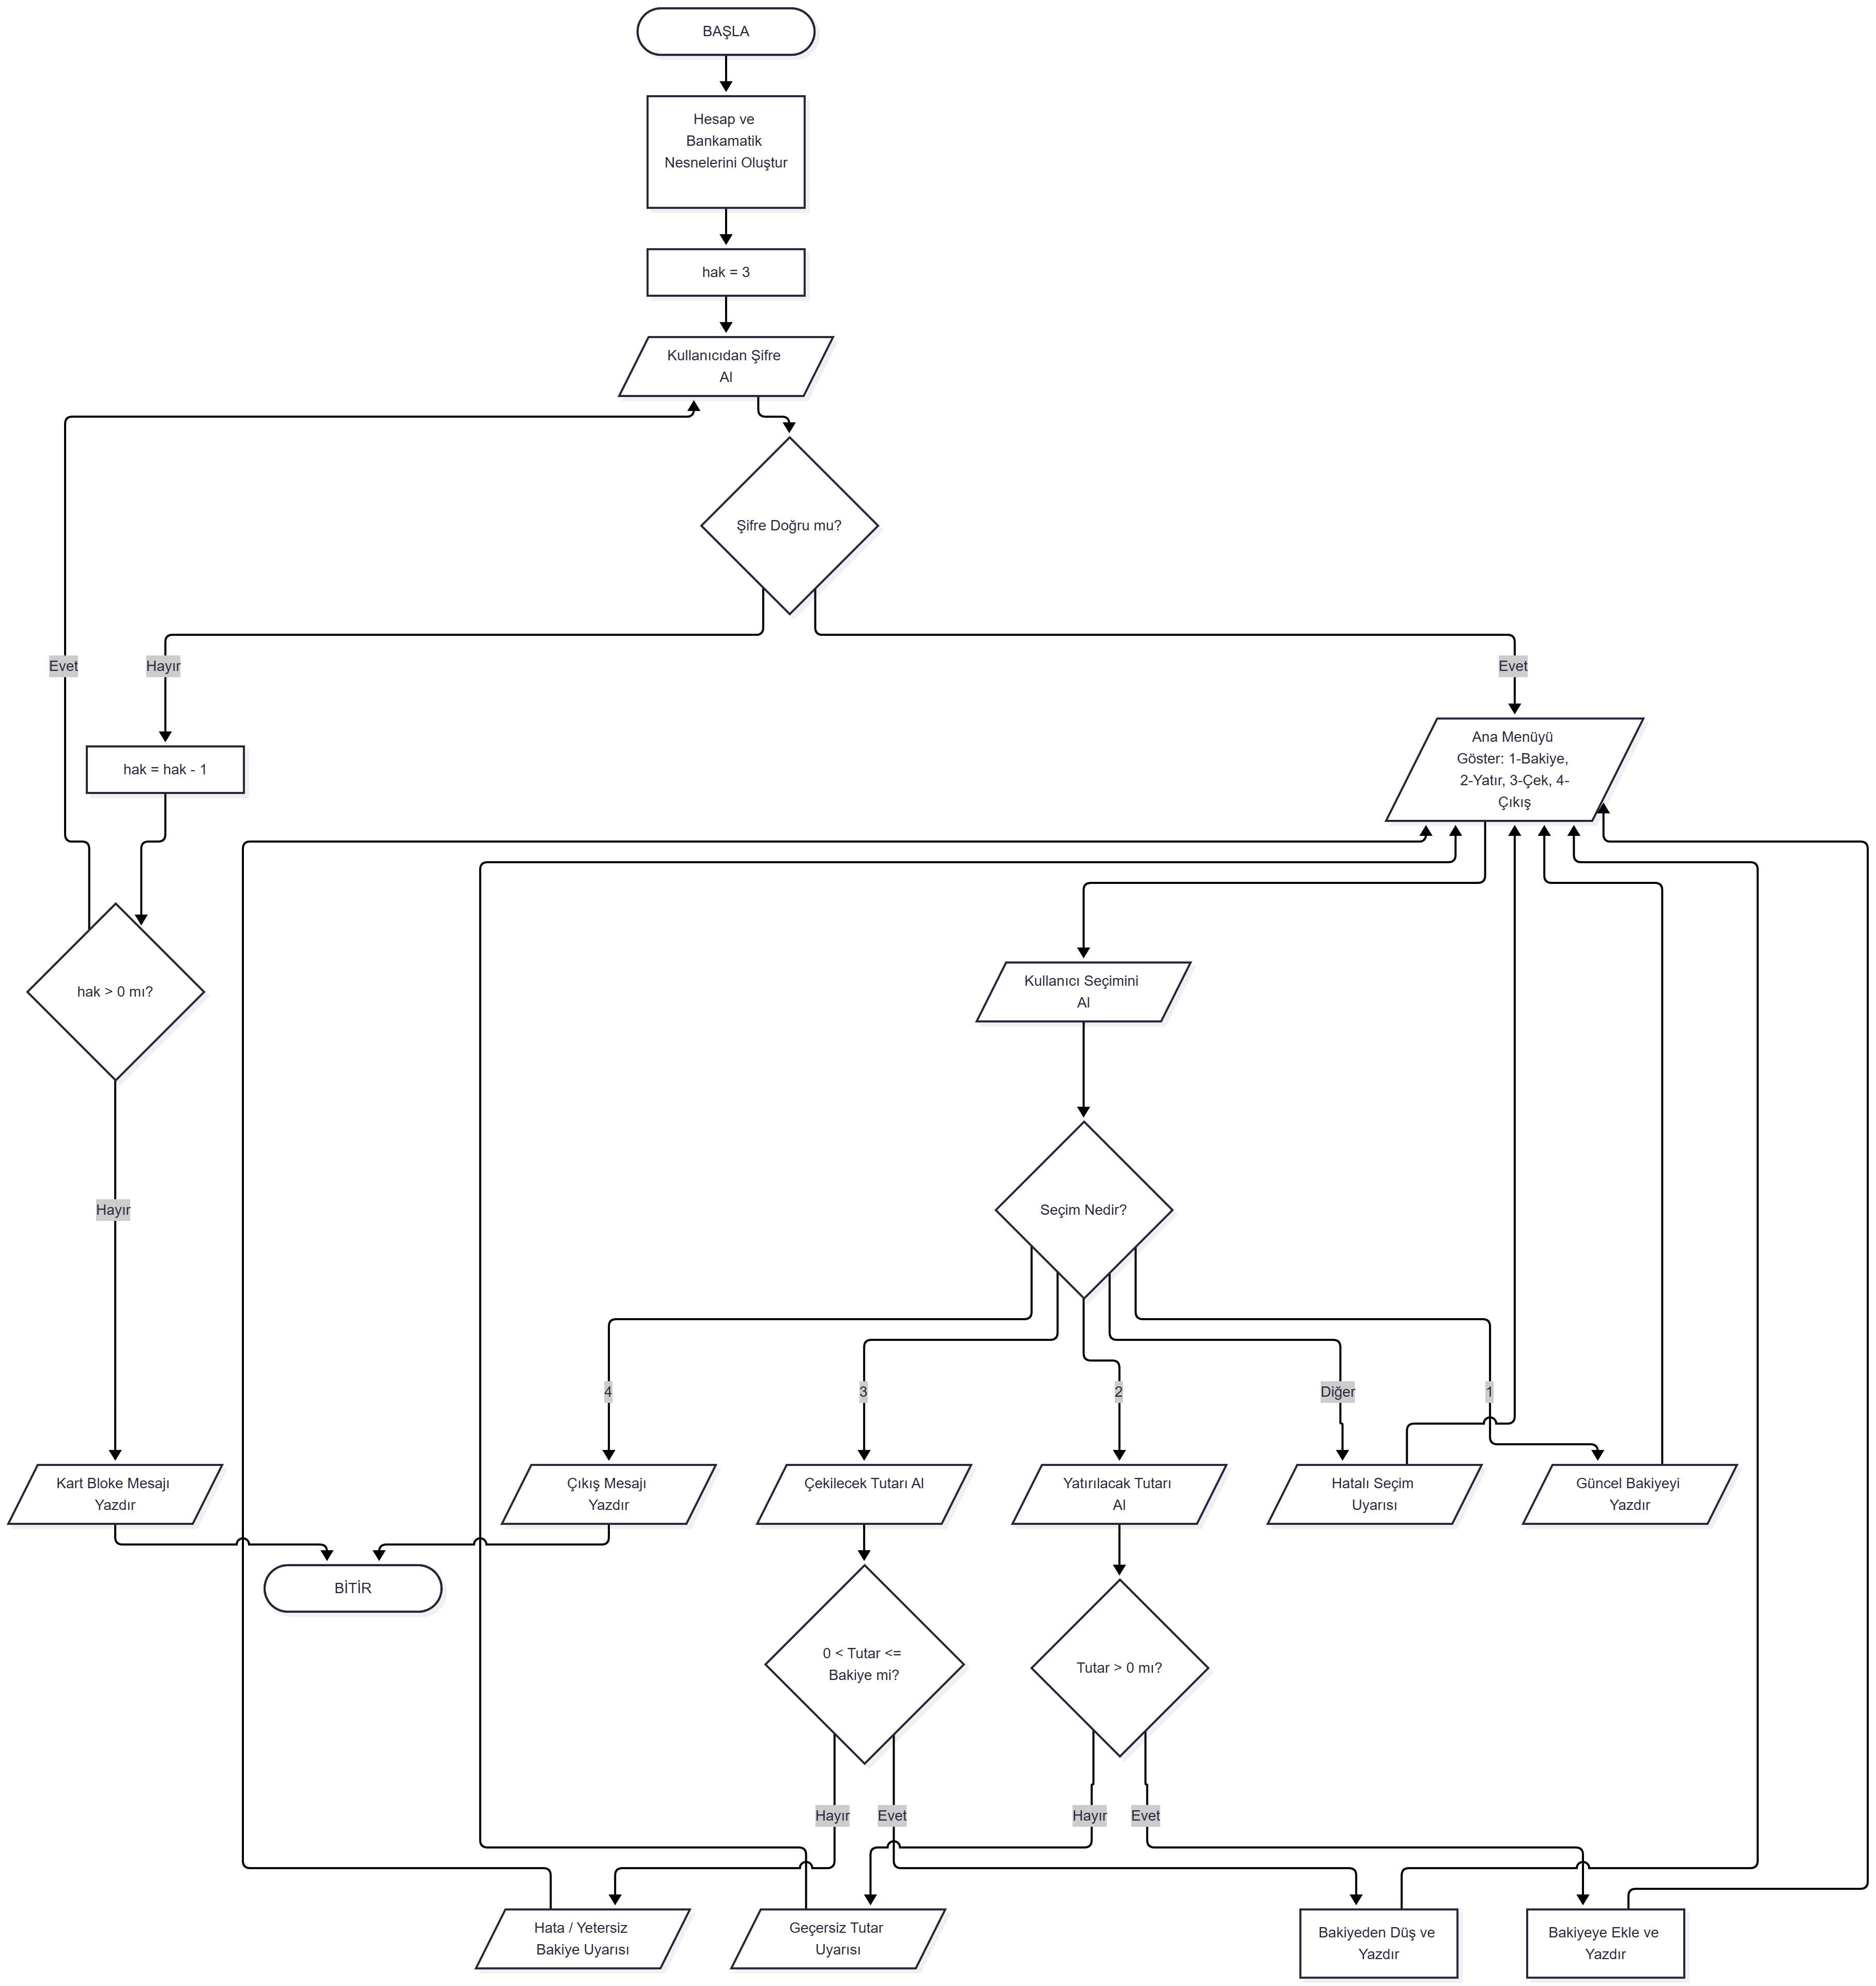 BAŞLA
Hesap ve
Bankamatik
Nesnelerini Oluştur
hak = 3
Kullanıcıdan Şifre
Al
Şifre Doğru mu?
Evet
Hayır
Evet
hak = hak - 1
Ana Menüyü
Göster: 1-Bakiye,
2-Yatır, 3-Çek, 4-
Çıkış
hak > 0 mı?
Kullanıcı Seçimini
Al
Hayır
Seçim Nedir?
4
3
2
Diğer
1
Kart Bloke Mesajı
Yazdır
Çıkış Mesajı
Yazdır
Çekilecek Tutarı Al
Yatırılacak Tutarı
Al
Hatalı Seçim
Uyarısı
Güncel Bakiyeyi
Yazdır
BİTİR
0 < Tutar <=
Bakiye mi?
Tutar > 0 mı?
Hayır
Evet
Hayır
Evet
Hata / Yetersiz
Bakiye Uyarısı
Geçersiz Tutar
Uyarısı
Bakiyeden Düş ve
Yazdır
Bakiyeye Ekle ve
Yazdır